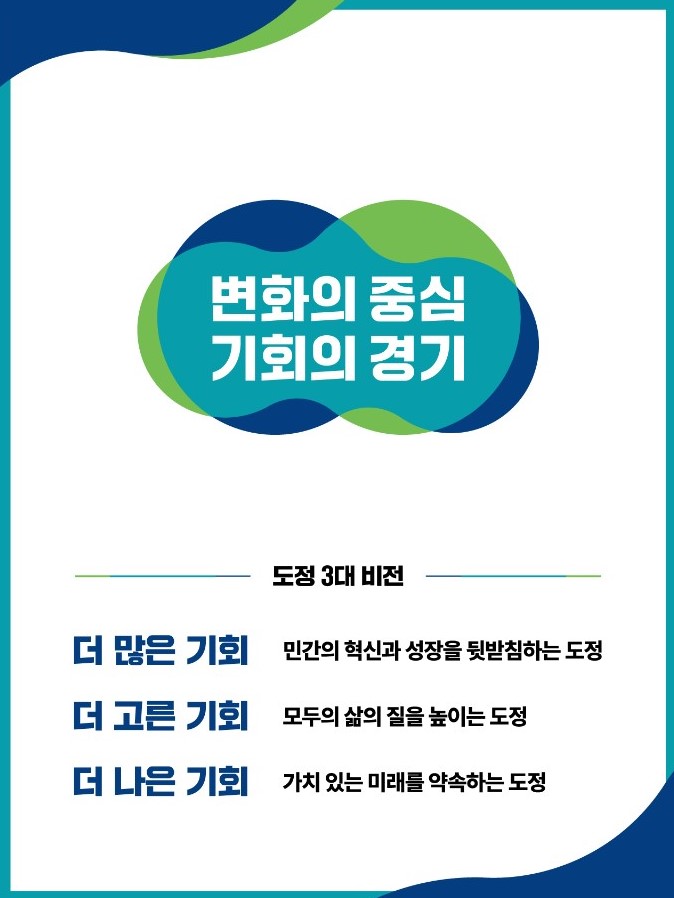 변화의 중심
기회의 경기
도정 3대 비전
더 많은 기회 민간의 혁신과 성장을 뒷받침하는 도정
더 고른 기회 모두의 삶의 질을 높이는 도정
더 나은 기회 가치 있는 미래를 약속하는 도정